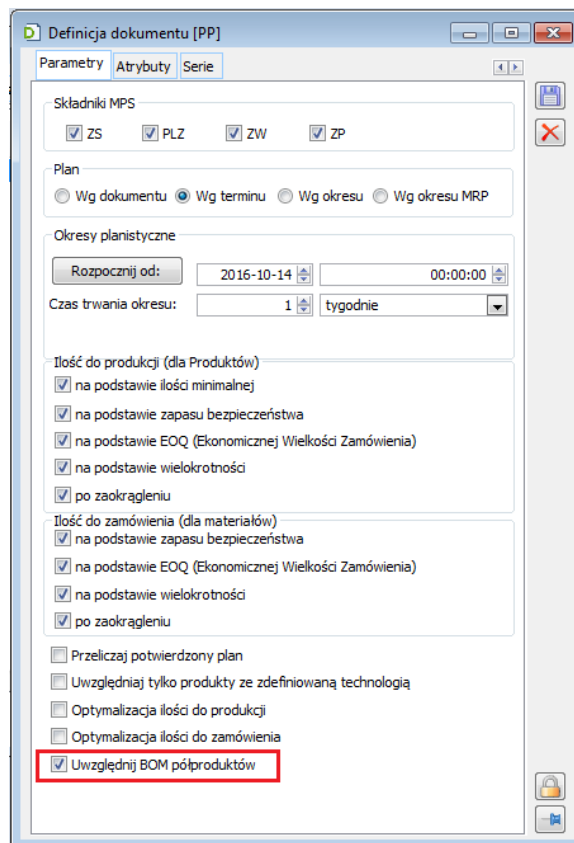 Definicja dokumentu [PP]
Parametry Atrybuty Serie
Składniki MPS
ZS PLZ ZW ZP
Plan
Wg dokumentu Wg terminu Wg okresu Wg okresu MRP
Okresy planistyczne
Rozpocznij od: 2016-10-14 00:00:00
Czas trwania okresu: 1 tygodnie
Ilość do produkcji (dla Produktów)
na podstawie ilości minimalnej
na podstawie zapasu bezpieczeństwa
na podstawie EOQ (Ekonomicznej Wielkości Zamówienia)
na podstawie wielokrotności
po zaokrągleniu
Ilość do zamówienia (dla materiałów)
na podstawie zapasu bezpieczeństwa
na podstawie EOQ (Ekonomicznej Wielkości Zamówienia)
na podstawie wielokrotności
po zaokrągleniu
Przeliczaj potwierdzony plan
Uwzględniaj tylko produkty ze zdefiniowaną technologią
Optymalizacja ilości do produkcji
Optymalizacja ilości do zamówienia
Uwzględnij BOM półproduktów